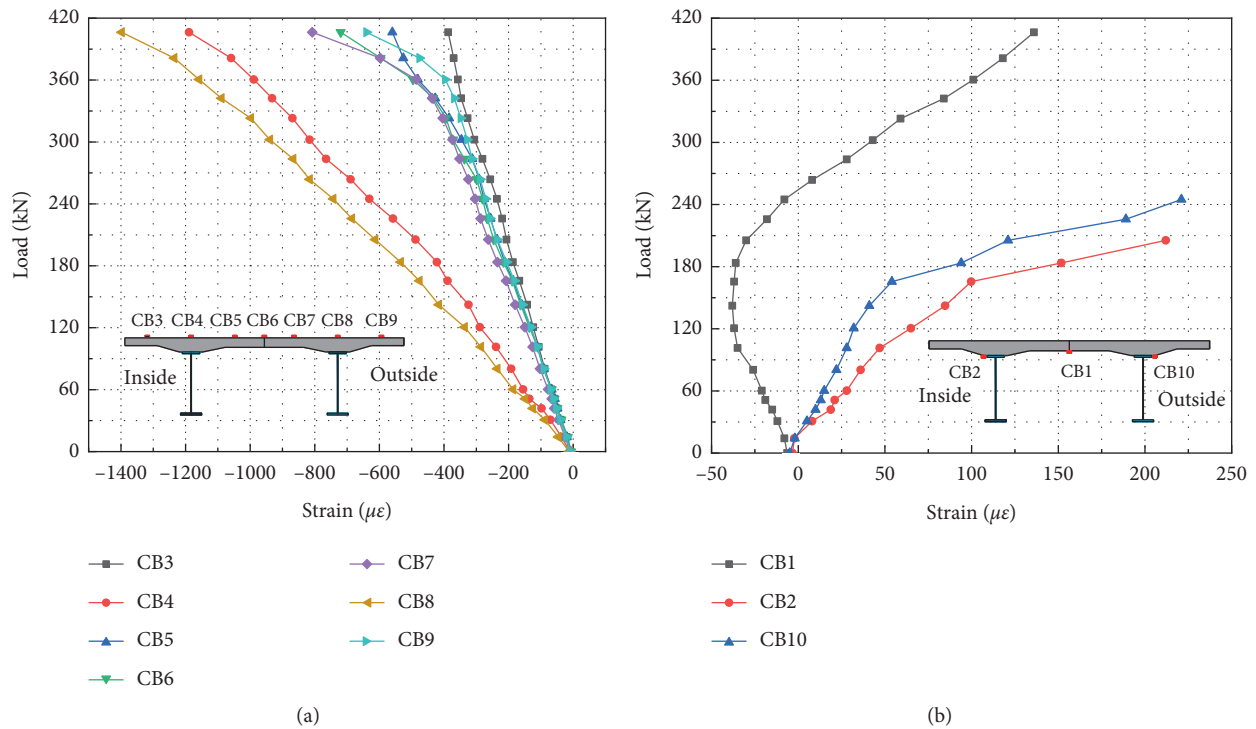 420
360
300
240
180
120
60
0
Load (kN)
CB3 CB4 CB5 CB6 CB7 CB8 CB9
Inside
Outside
−1400 −1200 −1000 −800 −600 −400 −200 0
Strain (με)
CB3
CB4
CB5
CB6
CB7
CB8
CB9
(a)
420
360
300
240
180
120
60
0
Load (kN)
CB2 CB1 CB10
Inside
Outside
−50 0 50 100 150 200 250
Strain (με)
CB1
CB2
CB10
(b)